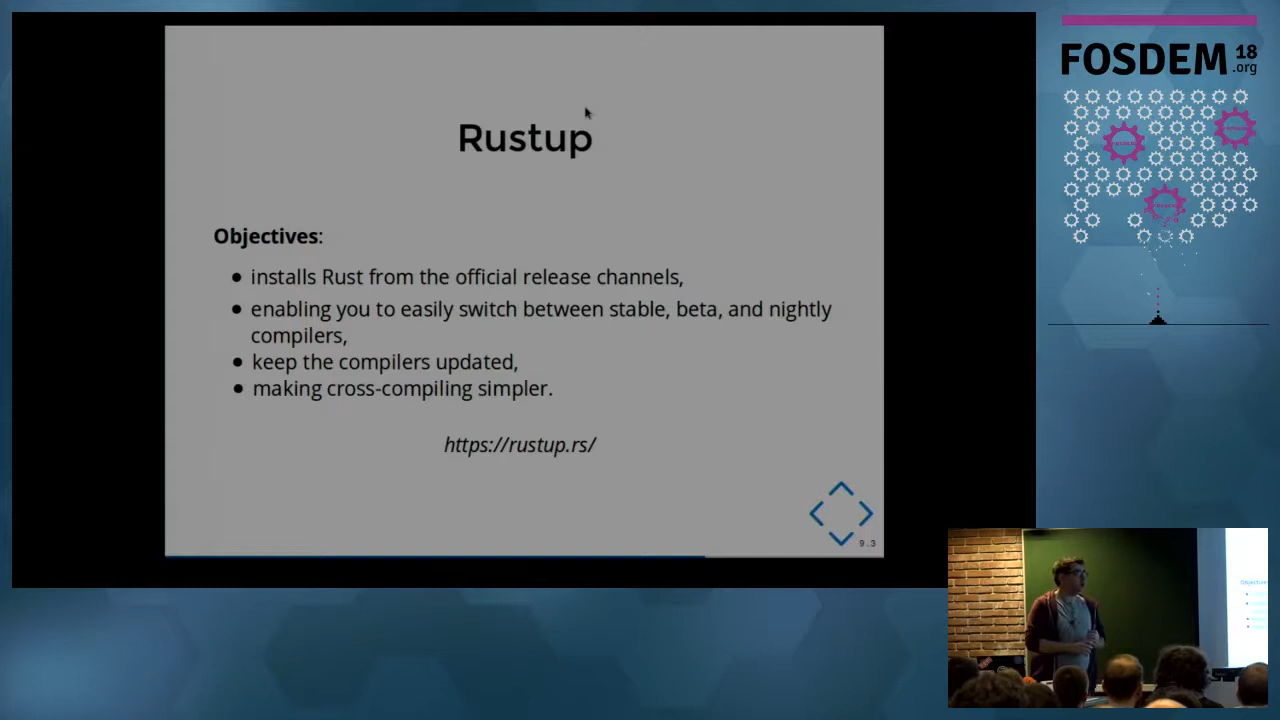 Rustup
Objectives:
installs Rust from the official release channels,
enabling you to easily switch between stable, beta, and nightly
compilers,
keep the compilers updated,
making cross-compiling simpler.
https://rustup.rs/
9.3
FOSDEM 18
.org
Objectives